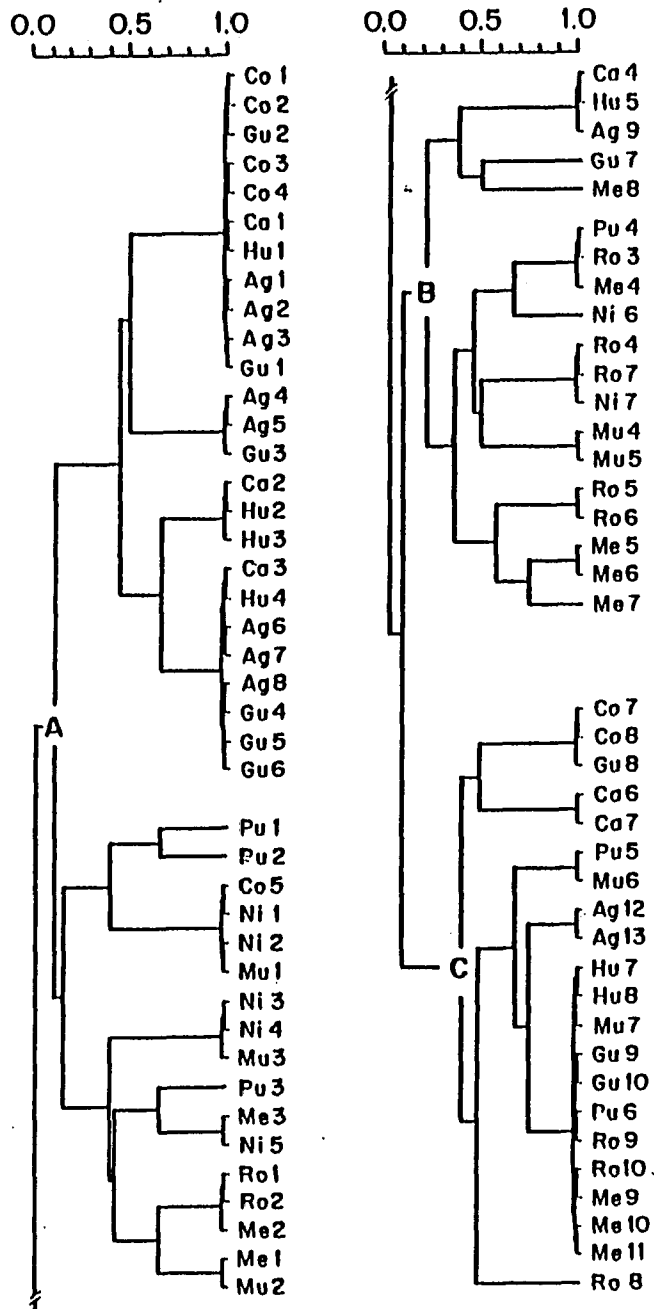 0.0 0.5 1.0
Co 1
Co 2
Gu 2
Co 3
Co 4
Ca 1
Hu 1
Ag 1
Ag 2
Ag 3
Gu 1
Ag 4
Ag 5
Gu 3
Ca 2
Hu 2
Hu 3
Ca 3
Hu 4
Ag 6
Ag 7
Ag 8
Gu 4
A
Gu 5
Gu 6
Pu 1
Pu 2
Co 5
Ni 1
Ni 2
Mu 1
Ni 3
Ni 4
Mu 3
Pu 3
Me 3
Ni 5
Ro 1
Ro 2
Me 2
Me 1
Mu 2
0.0 0.5 1.0
Ca 4
Hu 5
Ag 9
Gu 7
Me 8
Pu 4
Ro 3
B Me 4
Ni 6
Ro 4
Ro 7
Ni 7
Mu 4
Mu 5
Ro 5
Ro 6
Me 5
Me 6
Me 7
Co 7
Co 8
Gu 8
Ca 6
Ca 7
Pu 5
Mu 6
Ag 12
Ag 13
C Hu 7
Hu 8
Mu 7
Gu 9
Gu 10
Pu 6
Ro 9
Ro 10
Me 9
Me 10
Me 11
Ro 8